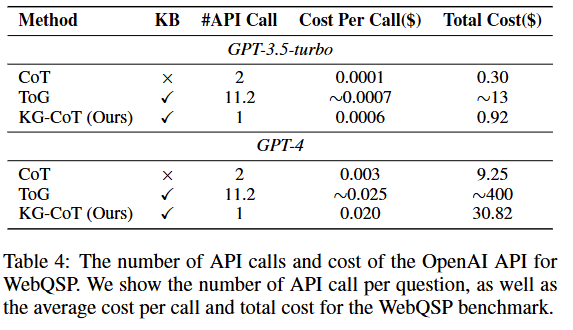 Method KB #API Call Cost Per Call($) Total Cost($)
GPT-3.5-turbo
CoT × 2 0.0001 0.30
ToG ✓ 11.2 ~0.0007 ~13
KG-CoT (Ours) ✓ 1 0.0006 0.92
GPT-4
CoT × 2 0.003 9.25
ToG ✓ 11.2 ~0.025 ~400
KG-CoT (Ours) ✓ 1 0.020 30.82
Table 4: The number of API calls and cost of the OpenAI API for
WebQSP. We show the number of API call per question, as well as
the average cost per call and total cost for the WebQSP benchmark.